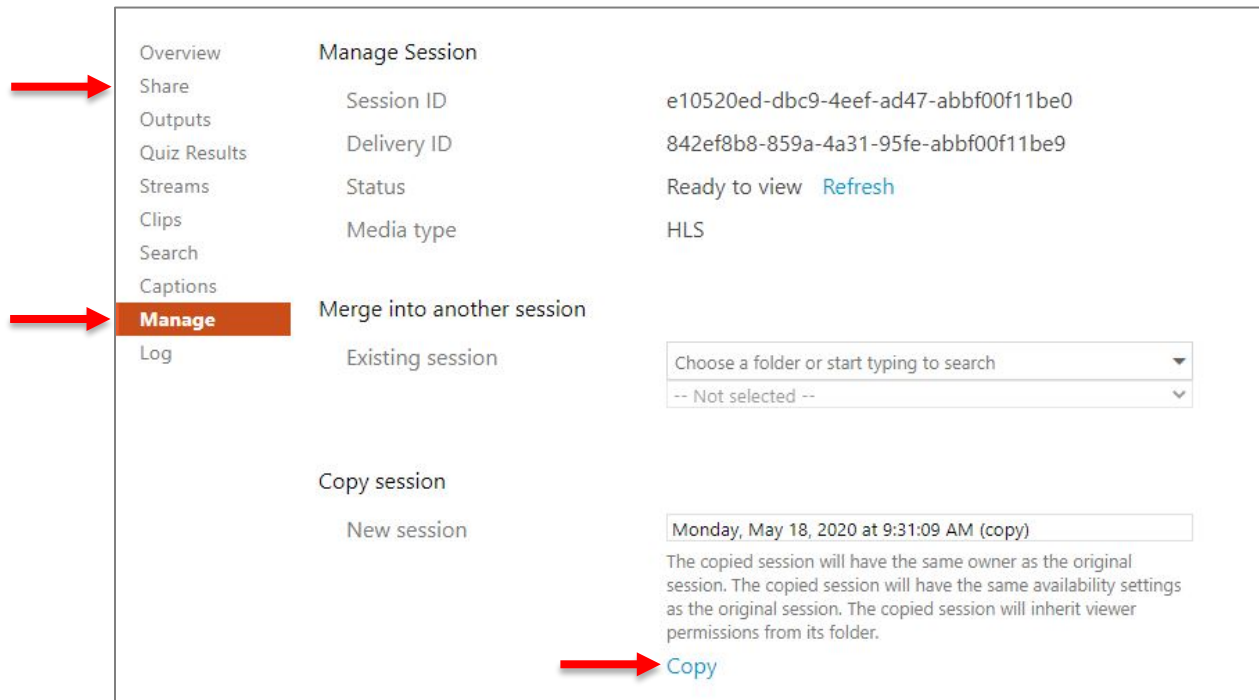 Overview
Share
Outputs
Quiz Results
Streams
Clips
Search
Captions
Manage
Log
Manage Session
Session ID e10520ed-dbc9-4eef-ad47-abbf00f11be0
Delivery ID 842ef8b8-859a-4a31-95fe-abbf00f11be9
Status Ready to view Refresh
Media type HLS
Merge into another session
Existing session Choose a folder or start typing to search
-- Not selected --
Copy session
New session Monday, May 18, 2020 at 9:31:09 AM (copy)
The copied session will have the same owner as the original
session. The copied session will have the same availability settings
as the original session. The copied session will inherit viewer
permissions from its folder.
Copy